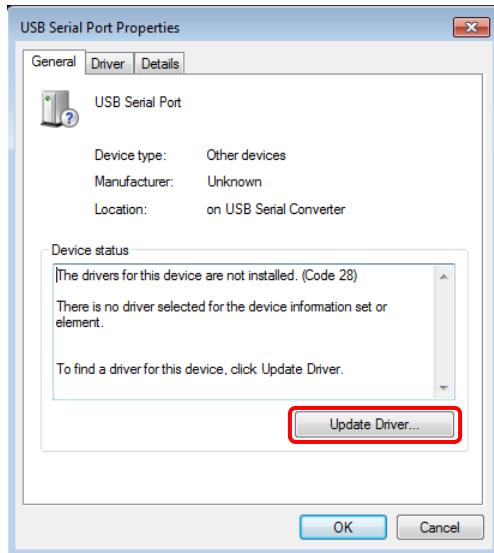 USB Serial Port Properties
General Driver Details
USB Serial Port
Device type: Other devices
Manufacturer: Unknown
Location: on USB Serial Converter
Device status
The drivers for this device are not installed. (Code 28)
There is no driver selected for the device information set or
element.
To find a driver for this device, click Update Driver.
Update Driver...
OK Cancel